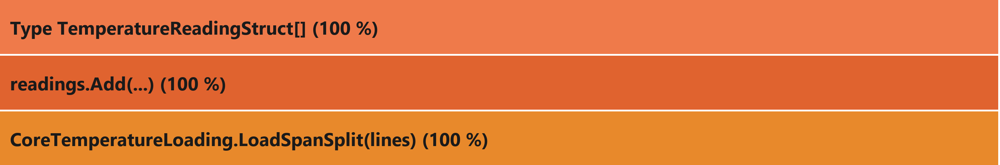 Type TemperatureReadingStruct[] (100 %)
readings.Add(...) (100 %)
CoreTemperatureLoading.LoadSpanSplit(lines) (100 %)